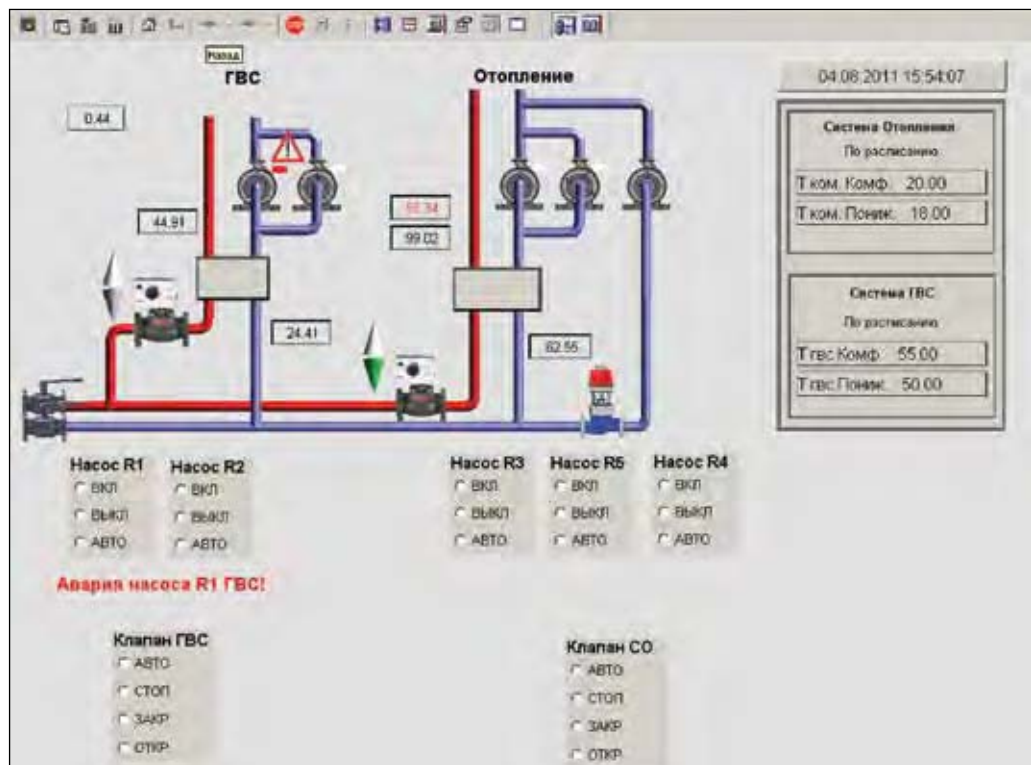 Назад
ГВС
Отопление
04.08.2011 15:54:07
0.44
Система Отопления
По расписанию
Т ком. Комф. 20.00
Т ком. Пониж. 18.00
44.91
99.02
Система ГВС
По расписанию
Т гвс Комф. 55.00
Т гвс Пониж. 50.00
24.41
62.55
Насос R1
ВКЛ
ВЫКЛ
АВТО
Насос R2
ВКЛ
ВЫКЛ
АВТО
Насос R3
ВКЛ
ВЫКЛ
АВТО
Насос R5
ВКЛ
ВЫКЛ
АВТО
Насос R4
ВКЛ
ВЫКЛ
АВТО
Авария насоса R1 ГВС!
Клапан ГВС
АВТО
СТОП
ЗАКР
ОТКР
Клапан СО
АВТО
СТОП
ЗАКР
ОТКР